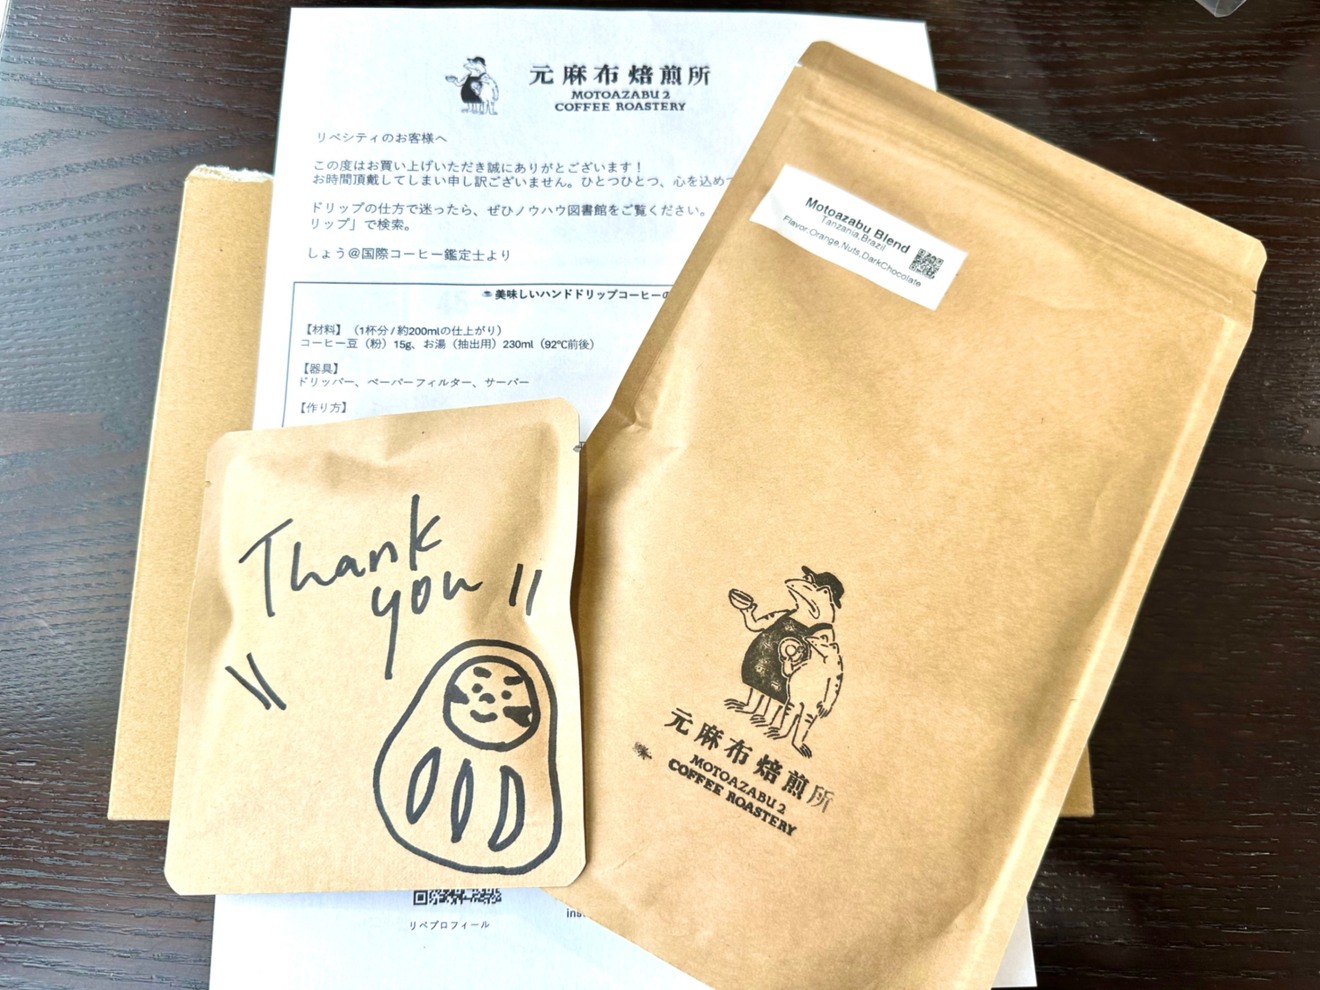 元麻布焙煎所
MOTOAZABU 2
COFFEE ROASTERY
リベシティのお客様へ
この度はお買い上げいただき誠にありがとうございます！
お時間頂戴してしまい申し訳ございません。ひとつひとつ、心を込め
ドリップの仕方で迷ったら、ぜひノウハウ図書館をご覧ください。
リップ」で検索。
しょう＠国際コーヒー鑑定士より
美味しいハンドドリップコーヒーの
【材料】（1杯分 / 約200mlの仕上がり）
コーヒー豆（粉）15g、お湯（抽出用）230ml（92℃前後）
【器具】
ドリッパー、ペーパーフィルター、サーバー
【作り方】
Motoazabu Blend
Tanzania,Brazil
Flavor,Orange,Nuts,DarkChocolate
Thank
you
元麻布焙煎所
MOTOAZABU 2
COFFEE ROASTERY
リベプロフィール